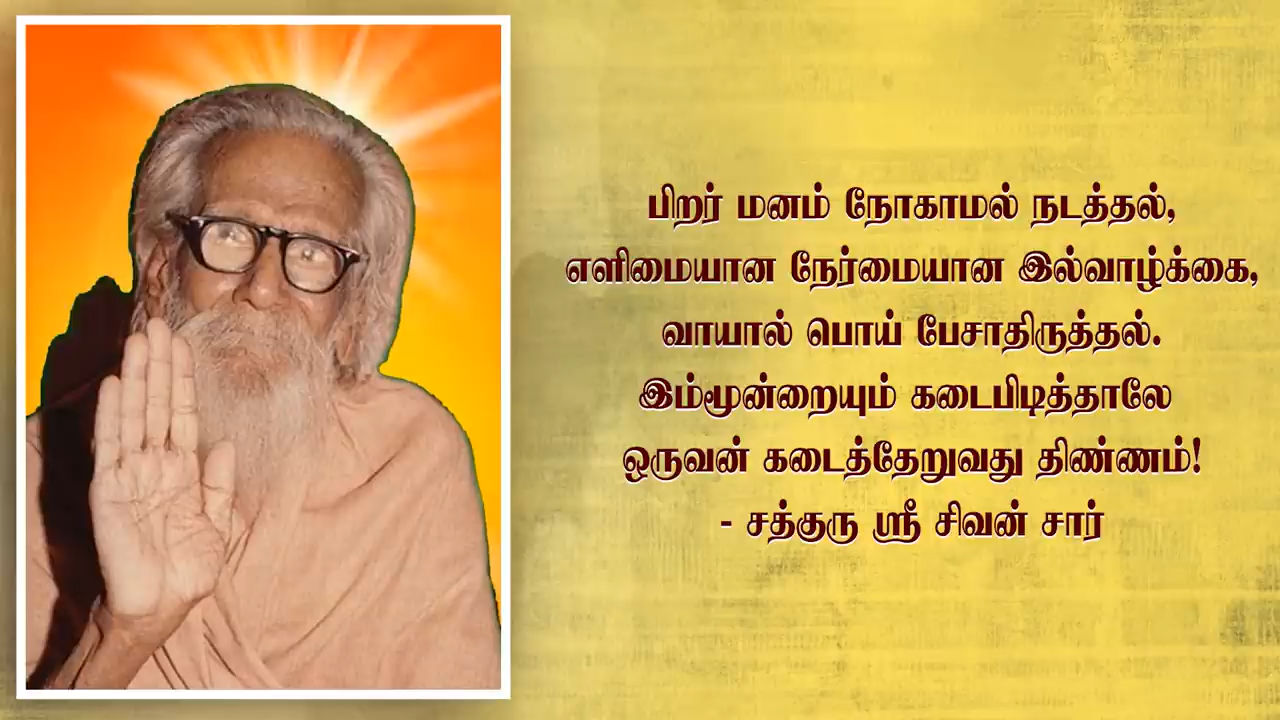 பிறர் மனம் நோகாமல் நடத்தல்,
எளிமையான நேர்மையான இல்வாழ்க்கை,
வாயால் பொய் பேசாதிருத்தல்.
இம்மூன்றையும் கடைபிடித்தாலே
ஒருவன் கடைத்தேறுவது திண்ணம்!
- சத்குரு ஸ்ரீ சிவன் சார்